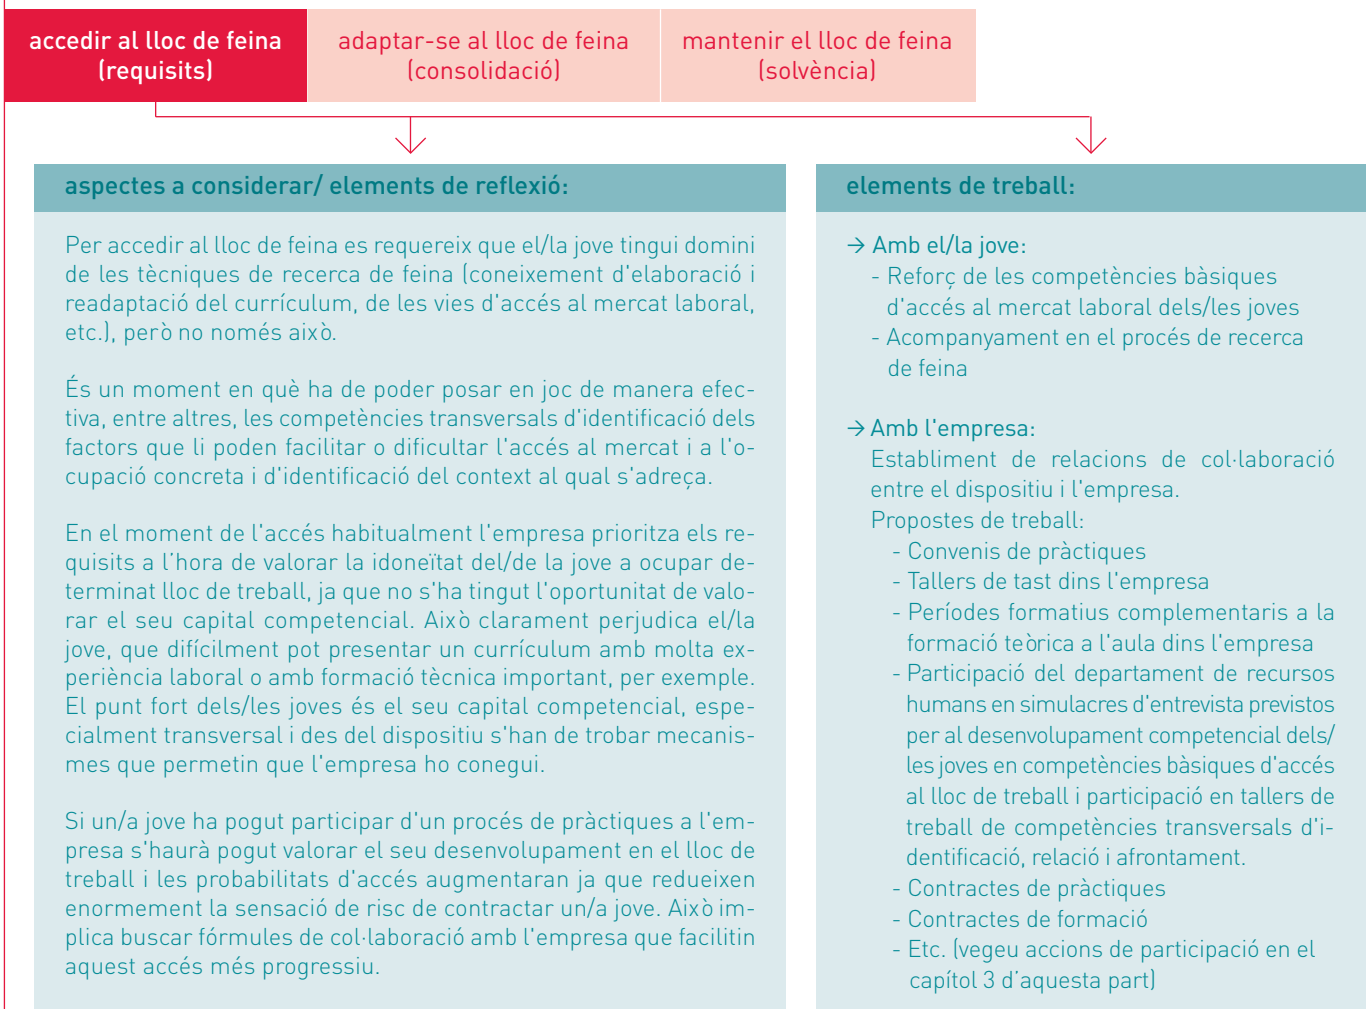 accedir al lloc de feina
(requisits)
adaptar-se al lloc de feina
(consolidació)
mantenir el lloc de feina
(solvència)
aspectes a considerar/ elements de reflexió:
Per accedir al lloc de feina es requereix que el/la jove tingui domini
de les tècniques de recerca de feina (coneixement d'elaboració i
readaptació del currículum, de les vies d'accés al mercat laboral,
etc.), però no només això.
És un moment en què ha de poder posar en joc de manera efec-
tiva, entre altres, les competències transversals d'identificació dels
factors que li poden facilitar o dificultar l'accés al mercat i a l'o-
cupació concreta i d'identificació del context al qual s'adreça.
En el moment de l'accés habitualment l'empresa prioritza els re-
quisits a l'hora de valorar la idoneïtat del/de la jove a ocupar de-
terminat lloc de treball, ja que no s'ha tingut l'oportunitat de valo-
rar el seu capital competencial. Això clarament perjudica el/la
jove, que difícilment pot presentar un currículum amb molta ex-
periència laboral o amb formació tècnica important, per exemple.
El punt fort dels/les joves és el seu capital competencial, espe-
cialment transversal i des del dispositiu s'han de trobar mecanis-
mes que permetin que l'empresa ho conegui.
Si un/a jove ha pogut participar d'un procés de pràctiques a l'em-
presa s'haurà pogut valorar el seu desenvolupament en el lloc de
treball i les probabilitats d'accés augmentaran ja que redueixen
enormement la sensació de risc de contractar un/a jove. Això im-
plica buscar fórmules de col·laboració amb l'empresa que facilitin
aquest accés més progressiu.
elements de treball:
→ Amb el/la jove:
- Reforç de les competències bàsiques
d'accés al mercat laboral dels/les joves
- Acompanyament en el procés de recerca
de feina
→ Amb l'empresa:
Establiment de relacions de col·laboració
entre el dispositiu i l'empresa.
Propostes de treball:
- Convenis de pràctiques
- Tallers de tast dins l'empresa
- Períodes formatius complementaris a la
formació teòrica a l'aula dins l'empresa
- Participació del departament de recursos
humans en simulacres d'entrevista previstos
per al desenvolupament competencial dels/
les joves en competències bàsiques d'accés
al lloc de treball i participació en tallers de
treball de competències transversals d'i-
dentificació, relació i afrontament.
- Contractes de pràctiques
- Contractes de formació
- Etc. (vegeu accions de participació en el
capítol 3 d'aquesta part)